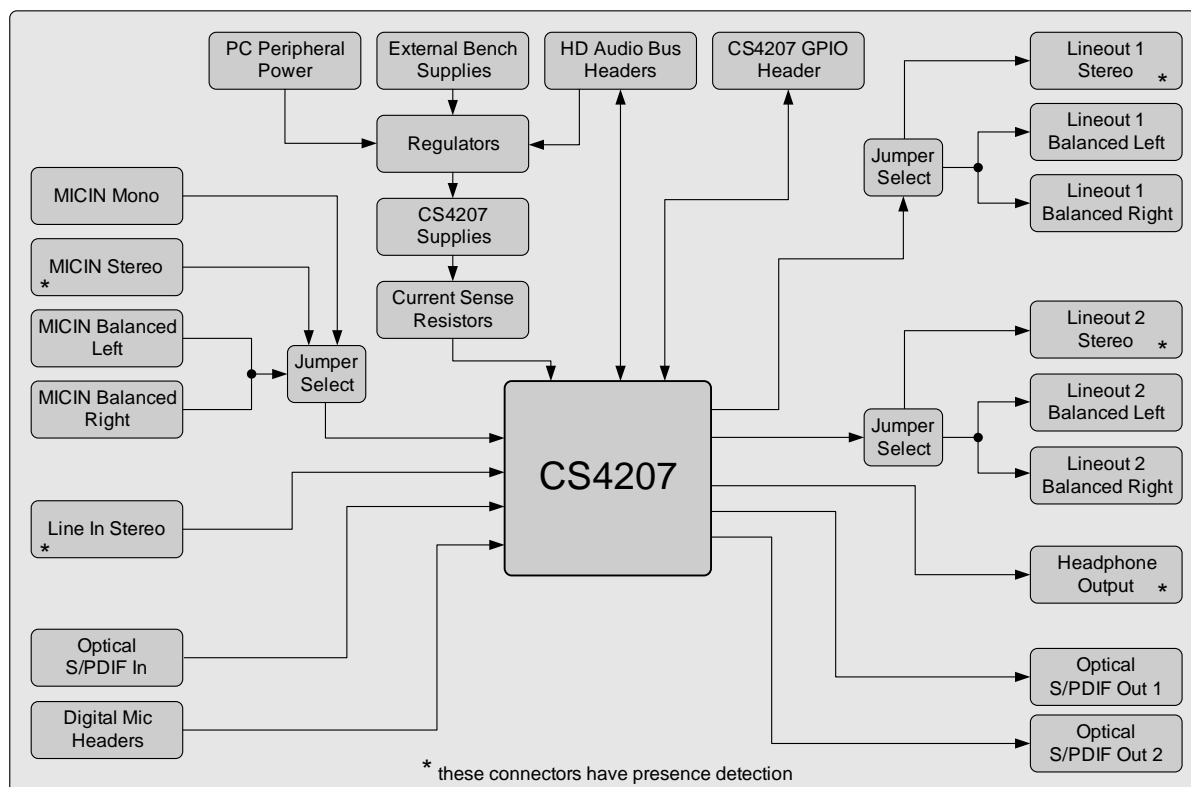 PC Peripheral
Power
External Bench
Supplies
HD Audio Bus
Headers
CS4207 GPIO
Header
Lineout 1
Stereo
*
Regulators
Jumper
Select
Lineout 1
Balanced Left
Lineout 1
Balanced Right
MICIN Mono
CS4207
Supplies
MICIN Stereo
*
Current Sense
Resistors
MICIN Balanced
Left
MICIN Balanced
Right
Jumper
Select
Lineout 2
Stereo
*
Jumper
Select
Lineout 2
Balanced Left
Lineout 2
Balanced Right
CS4207
Line In Stereo
*
Headphone
Output
*
Optical
S/PDIF In
Optical
S/PDIF Out 1
Digital Mic
Headers
Optical
S/PDIF Out 2
* these connectors have presence detection